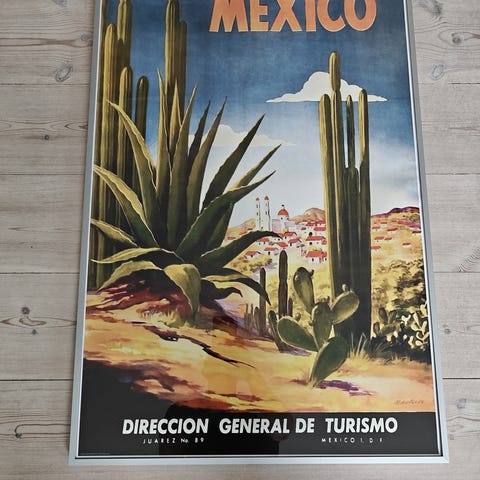 MEXICO
DIRECCION GENERAL DE TURISMO
JUAREZ No. 89 MEXICO I, D F